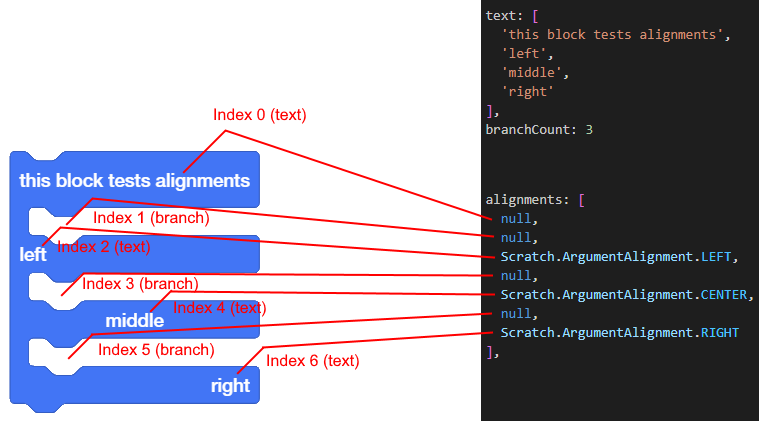 Index 0 (text)
this block tests alignments
Index 1 (branch)
left
Index 2 (text)
Index 3 (branch)
Index 4 (text)
middle
Index 5 (branch)
Index 6 (text)
right
text: [
'this block tests alignments',
'left',
'middle',
'right'
],
branchCount: 3
alignments: [
null,
null,
Scratch.ArgumentAlignment.LEFT,
null,
Scratch.ArgumentAlignment.CENTER,
null,
Scratch.ArgumentAlignment.RIGHT
],